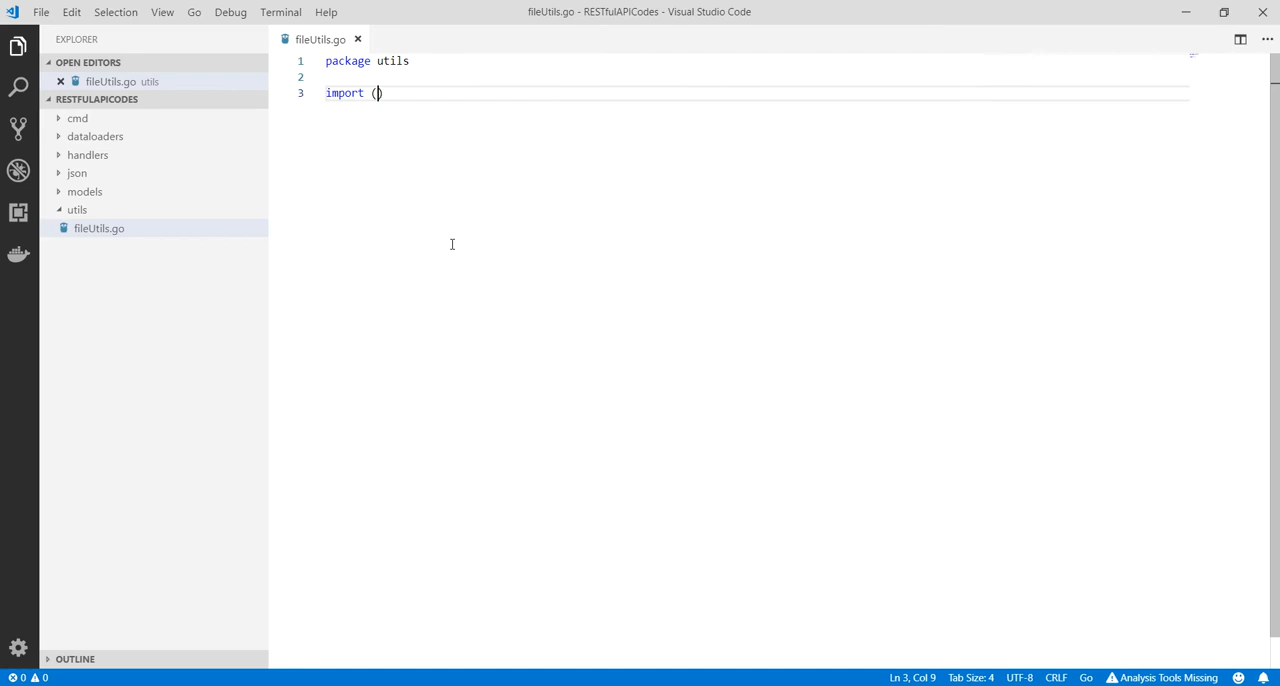 File Edit Selection View Go Debug Terminal Help
fileUtils.go - RESTfulAPICodes - Visual Studio Code
EXPLORER
OPEN EDITORS
fileUtils.go utils
RESTFULAPICODES
cmd
dataloaders
handlers
json
models
utils
fileUtils.go
OUTLINE
fileUtils.go
1 package utils
2
3 import ()
0 0
Ln 3, Col 9 Tab Size: 4 UTF-8 CRLF Go Analysis Tools Missing